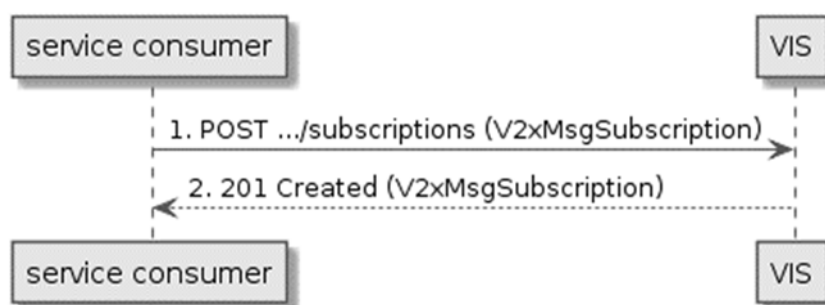 service consumer
VIS
1. POST .../subscriptions (V2xMsgSubscription)
2. 201 Created (V2xMsgSubscription)
service consumer
VIS